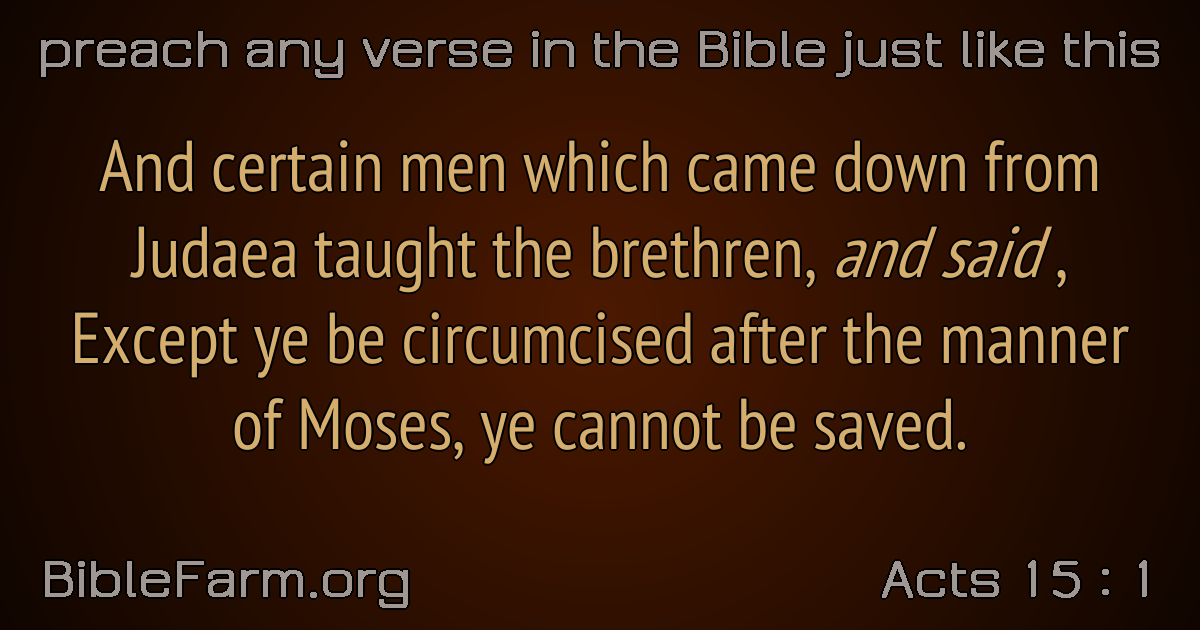 preach any verse in the Bible just like this
And certain men which came down from
Judaea taught the brethren, and said ,
Except ye be circumcised after the manner
of Moses, ye cannot be saved.
BibleFarm.org
Acts 15 : 1